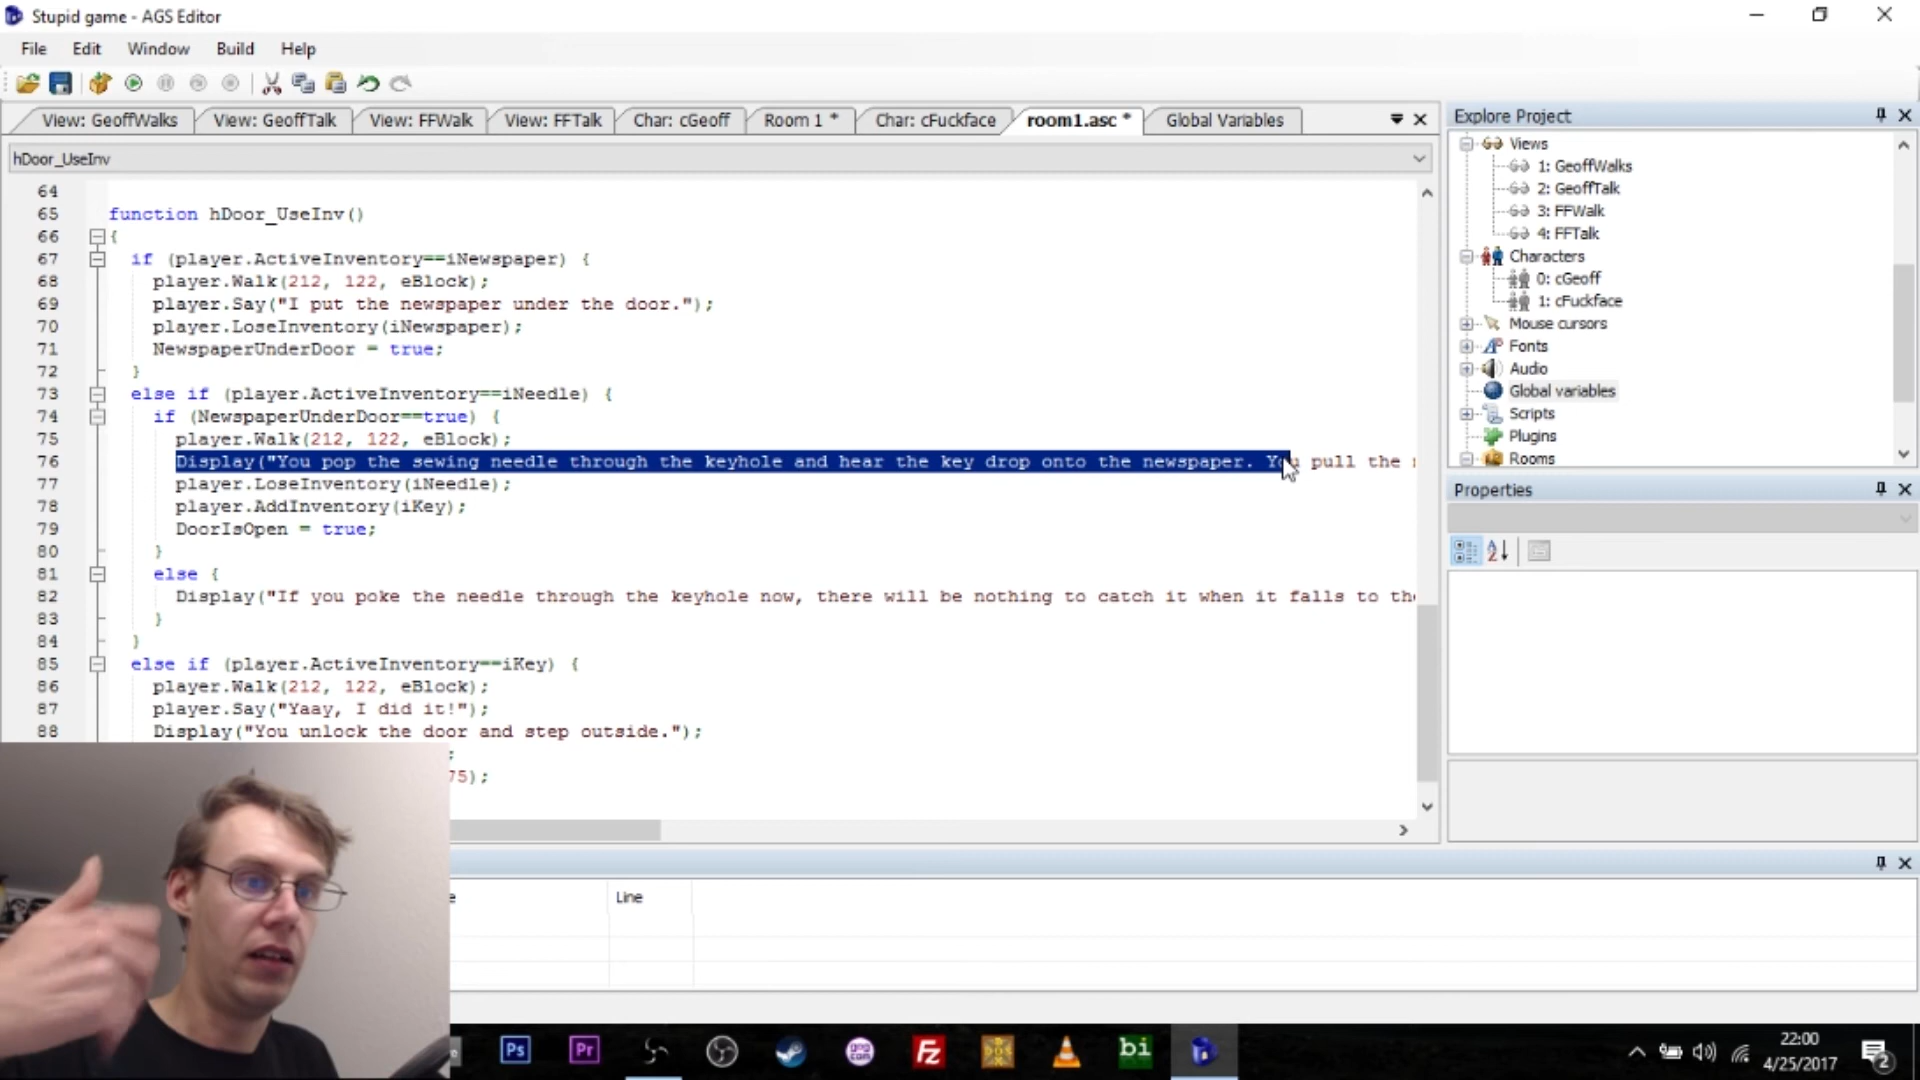 Stupid game - AGS Editor
File Edit Window Build Help
View: GeoffWalks View: GeoffTalk View: FFWalk View: FFTalk Char: cGeoff Room 1 * Char: cFuckface room1.asc * Global Variables
hDoor_UseInv
64
65 function hDoor_UseInv()
66 {
67 if (player.ActiveInventory==iNewspaper) {
68 player.Walk(212, 122, eBlock);
69 player.Say("I put the newspaper under the door.");
70 player.LoseInventory(iNewspaper);
71 NewspaperUnderDoor = true;
72 }
73 else if (player.ActiveInventory==iNeedle) {
74 if (NewspaperUnderDoor==true) {
75 player.Walk(212, 122, eBlock);
76 Display("You pop the sewing needle through the keyhole and hear the key drop onto the newspaper. You pull the
77 player.LoseInventory(iNeedle);
78 player.AddInventory(iKey);
79 DoorIsOpen = true;
80 }
81 else {
82 Display("If you poke the needle through the keyhole now, there will be nothing to catch it when it falls to
83 }
84 }
85 else if (player.ActiveInventory==iKey) {
86 player.Walk(212, 122, eBlock);
87 player.Say("Yaay, I did it!");
88 Display("You unlock the door and step outside.");
;
75);
Line
Explore Project
Views
1: GeoffWalks
2: GeoffTalk
3: FFWalk
4: FFTalk
Characters
0: cGeoff
1: cFuckface
Mouse cursors
Fonts
Audio
Global variables
Scripts
Plugins
Rooms
Properties
Ps Pr gog com Fz DOS bi
22:00
4/25/2017
2